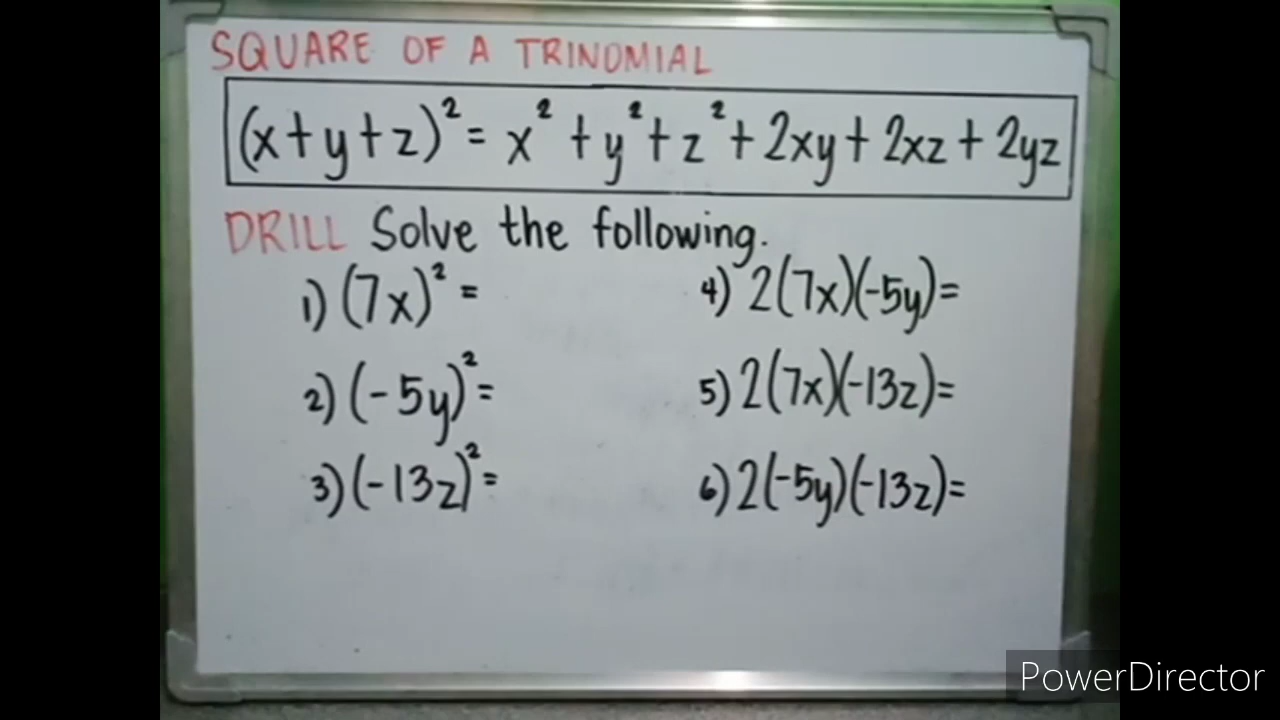 SQUARE OF A TRINOMIAL
(x+y+z)²= x² + y² + z² + 2xy + 2xz + 2yz
DRILL Solve the following.
1) (7x)² =
2) (-5y)² =
3) (-13z)² =
4) 2(7x)(-5y)=
5) 2(7x)(-13z)=
6) 2(-5y)(-13z)=
PowerDirector